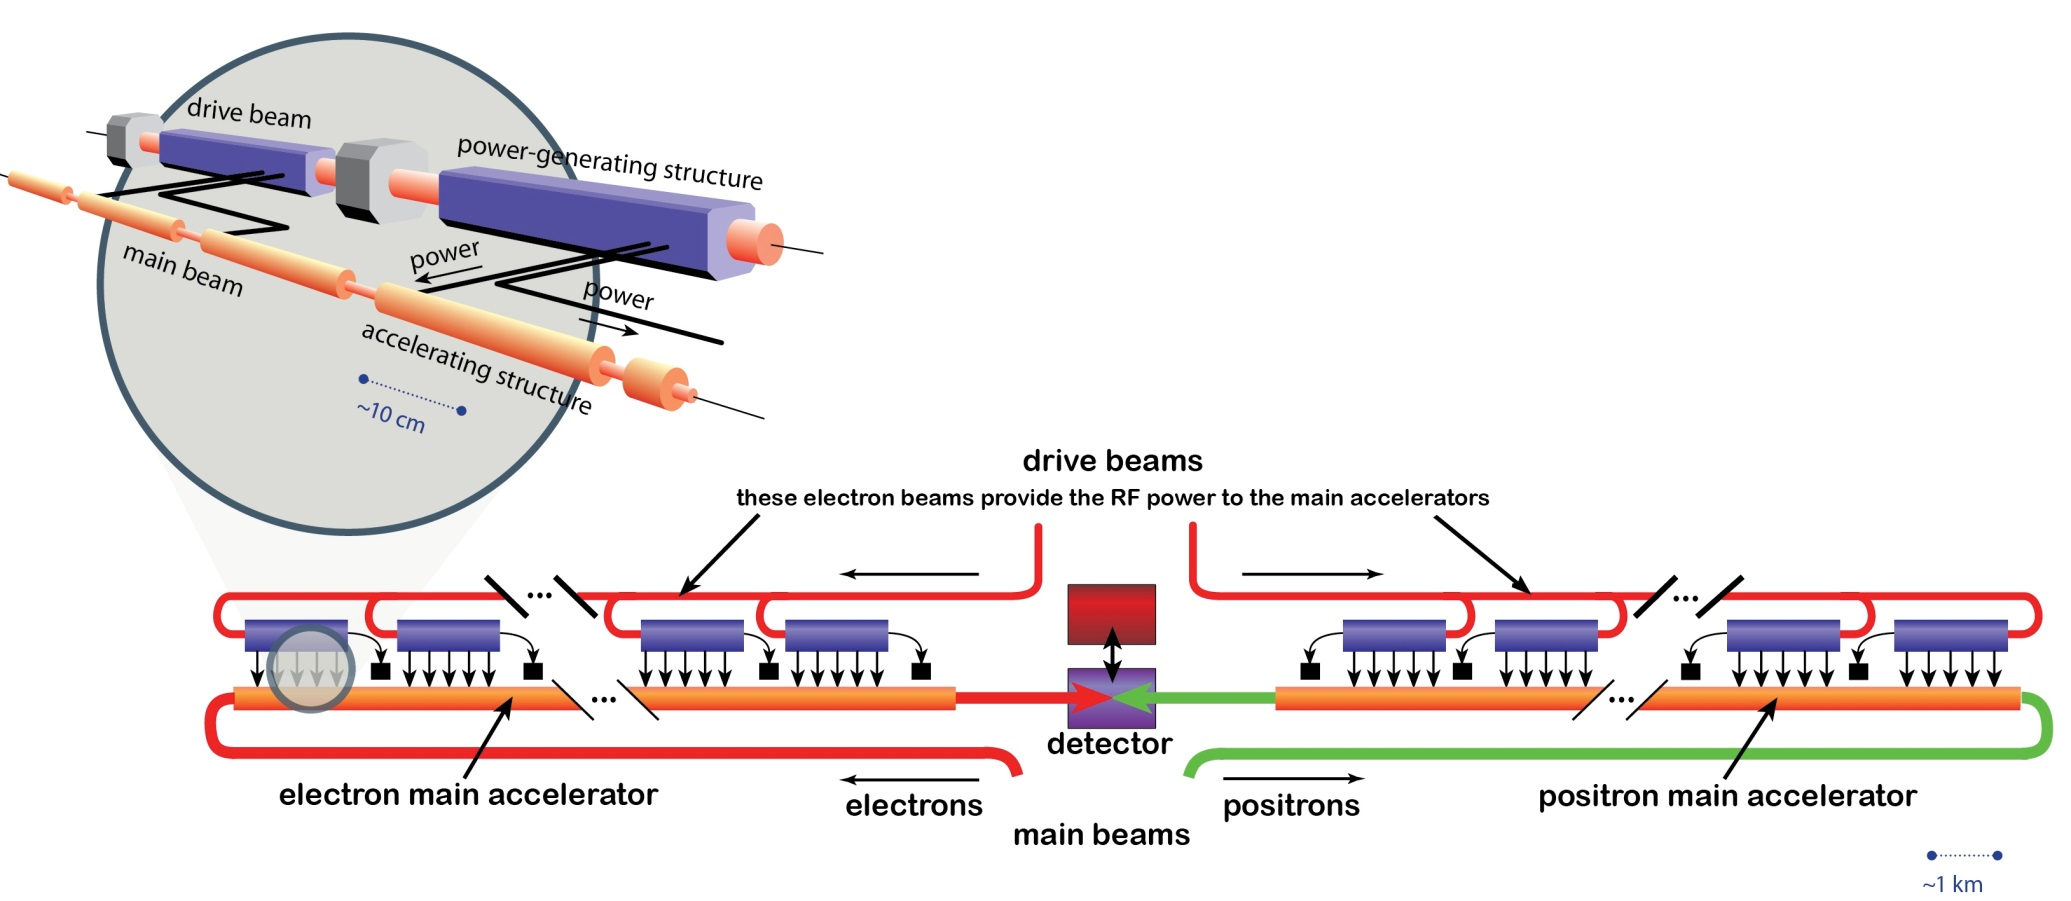 drive beam
power-generating structure
main beam
power
power
accelerating structure
~10 cm
drive beams
these electron beams provide the RF power to the main accelerators
...
...
...
...
detector
electron main accelerator
electrons
positrons
positron main accelerator
main beams
~1 km